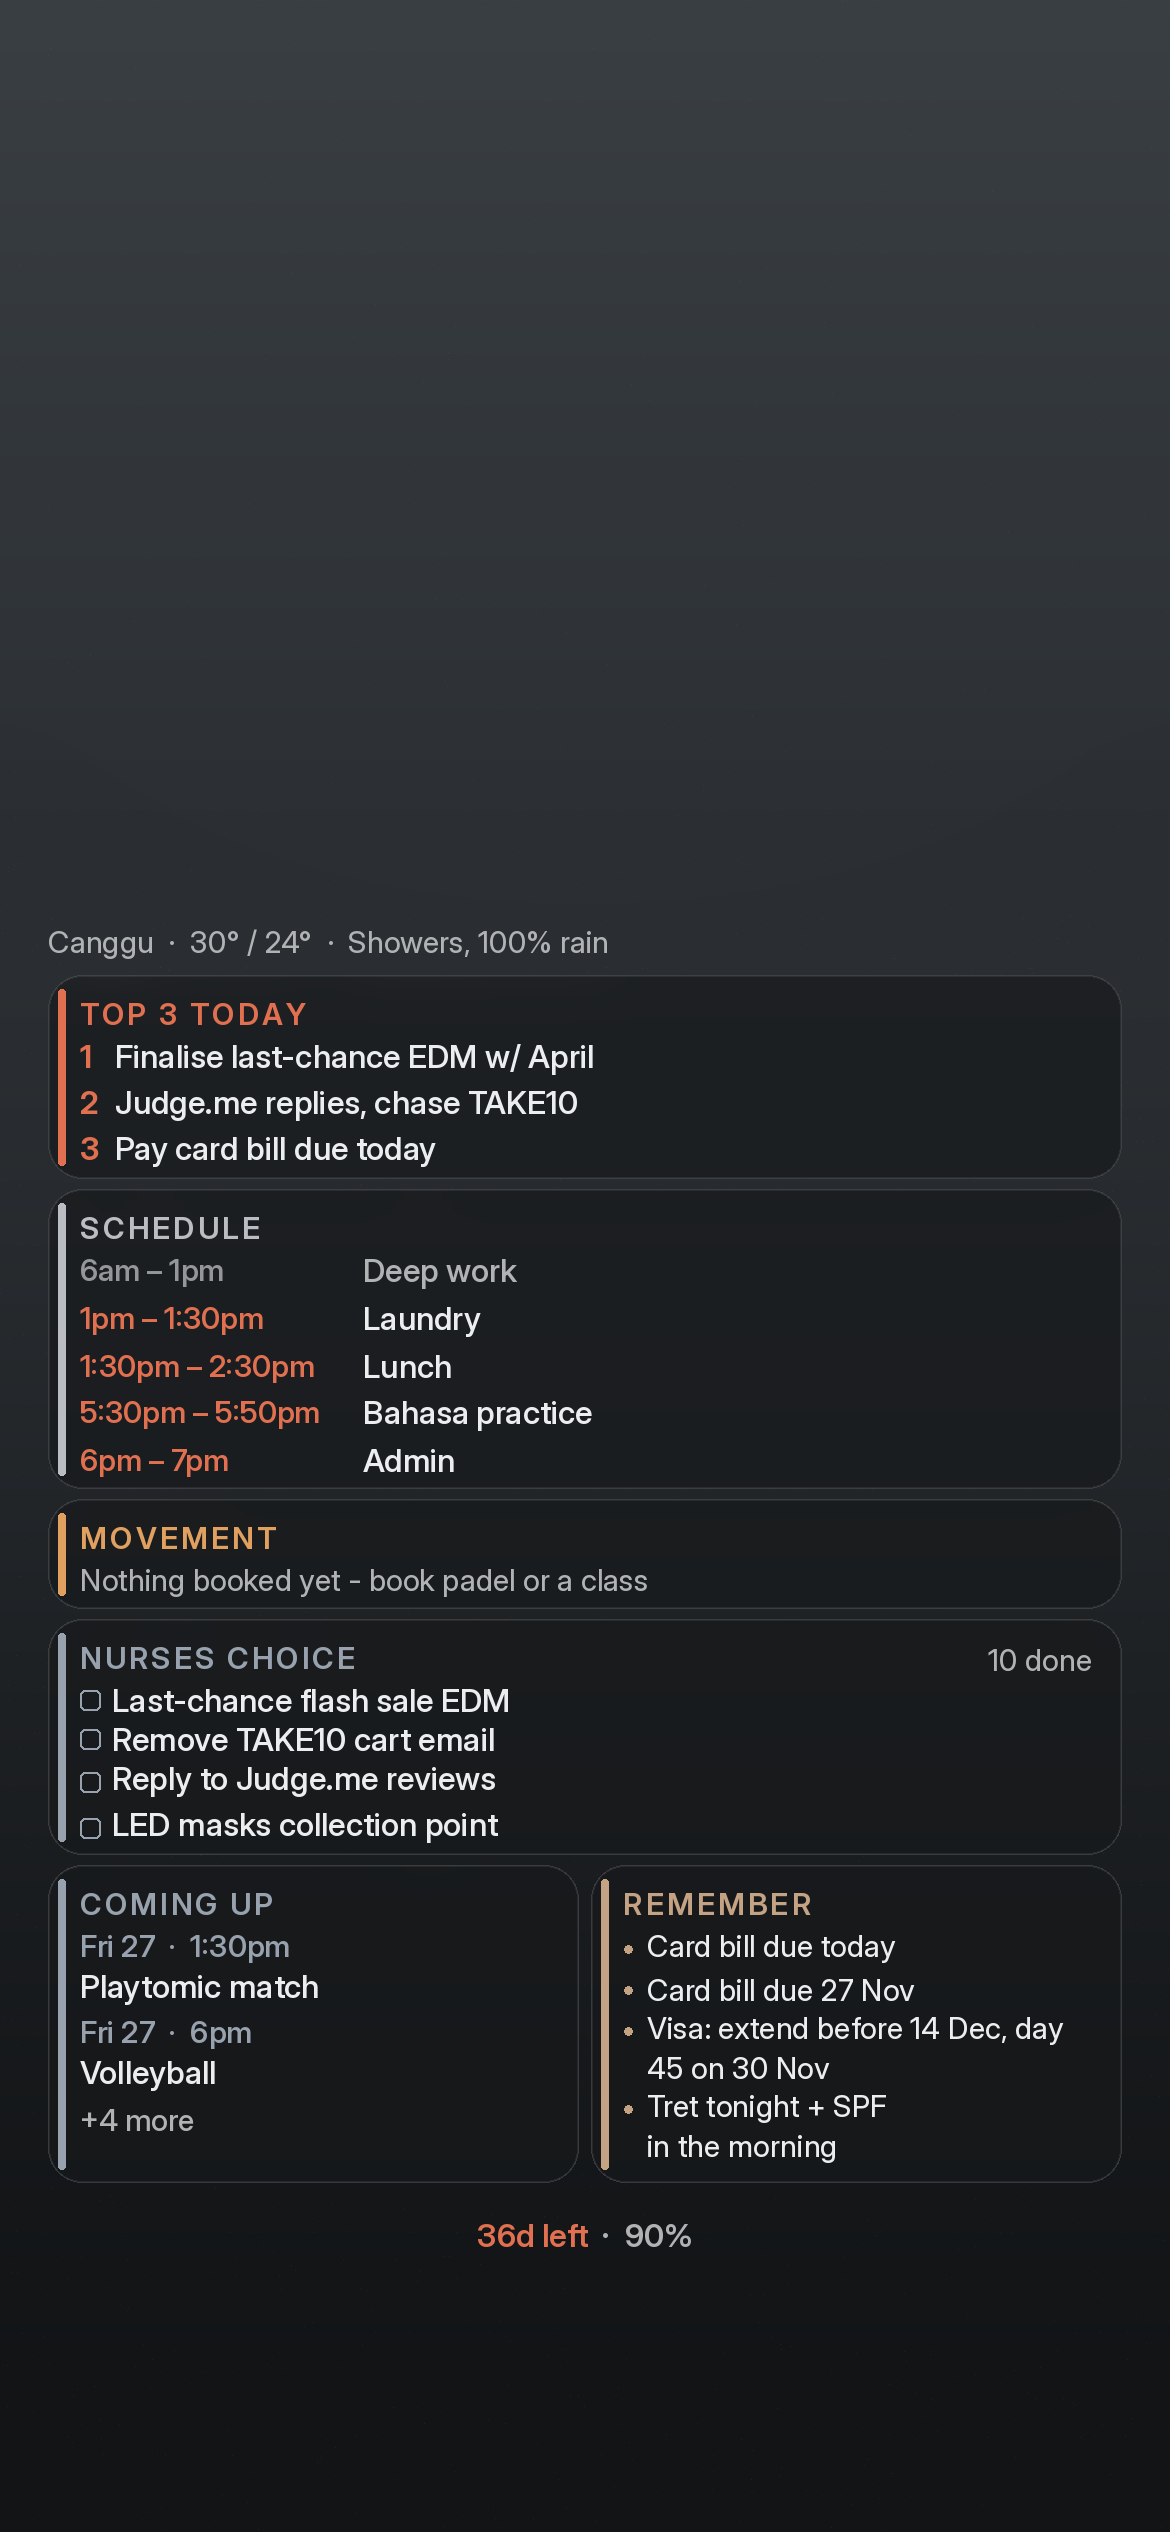 Canggu · 30° / 24° · Showers, 100% rain
TOP 3 TODAY
1 Finalise last-chance EDM w/ April
2 Judge.me replies, chase TAKE10
3 Pay card bill due today
SCHEDULE
6am – 1pm Deep work
1pm – 1:30pm Laundry
1:30pm – 2:30pm Lunch
5:30pm – 5:50pm Bahasa practice
6pm – 7pm Admin
MOVEMENT
Nothing booked yet - book padel or a class
NURSES CHOICE 10 done
Last-chance flash sale EDM
Remove TAKE10 cart email
Reply to Judge.me reviews
LED masks collection point
COMING UP
Fri 27 · 1:30pm
Playtomic match
Fri 27 · 6pm
Volleyball
+4 more
REMEMBER
• Card bill due today
• Card bill due 27 Nov
• Visa: extend before 14 Dec, day
45 on 30 Nov
• Tret tonight + SPF
in the morning
36d left · 90%